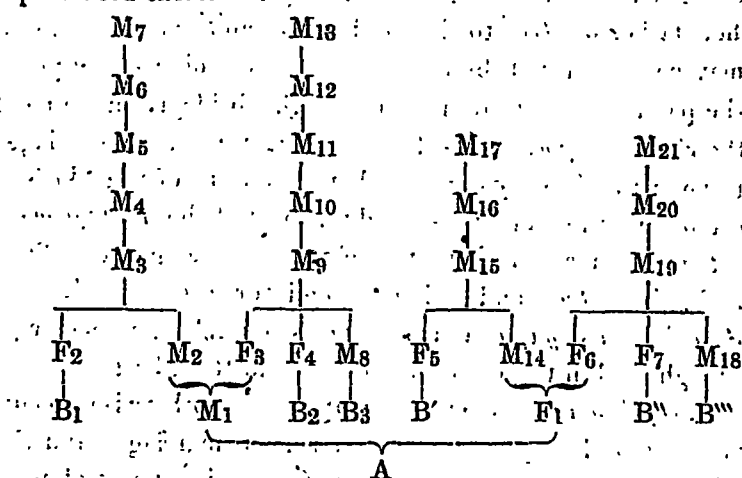 M₇ M₁₃
M₆ M₁₂
M₅ M₁₁ M₁₇ M₂₁
M₄ M₁₀ M₁₆ M₂₀
M₃ M₉ M₁₅ M₁₉
F₂ M₂ F₃ F₄ M₈ F₅ M₁₄ F₆ F₇ M₁₈
B₁ M₁ B₂ B₃ B′ F₁ B″ B‴
A